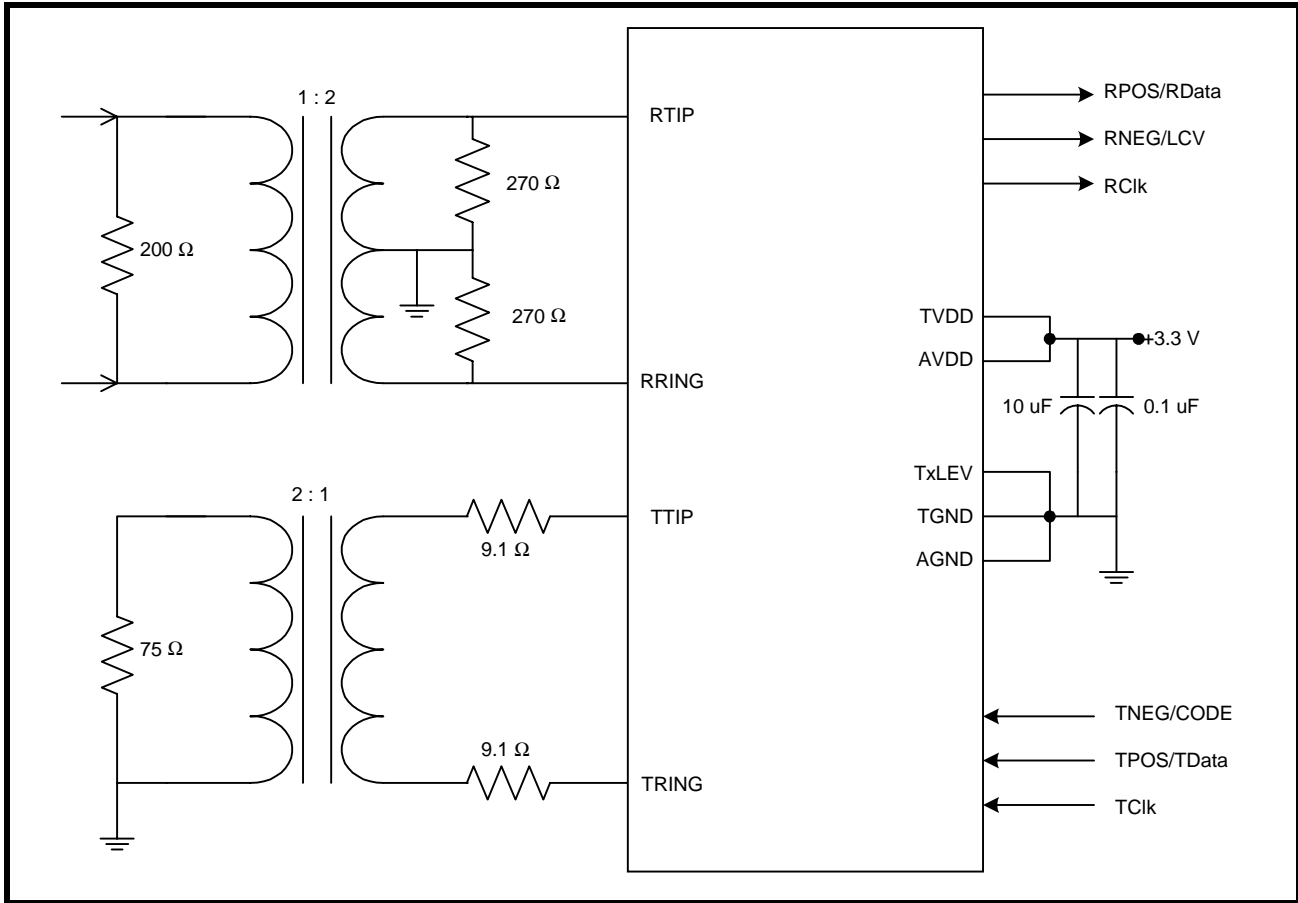 1 : 2
RTIP
RPOS/RData
RNEG/LCV
RClk
270 Ω
200 Ω
270 Ω
TVDD
+3.3 V
AVDD
RRING
10 uF
0.1 uF
TxLEV
2 : 1
TTIP
TGND
9.1 Ω
AGND
75 Ω
TNEG/CODE
9.1 Ω
TPOS/TData
TRING
TClk